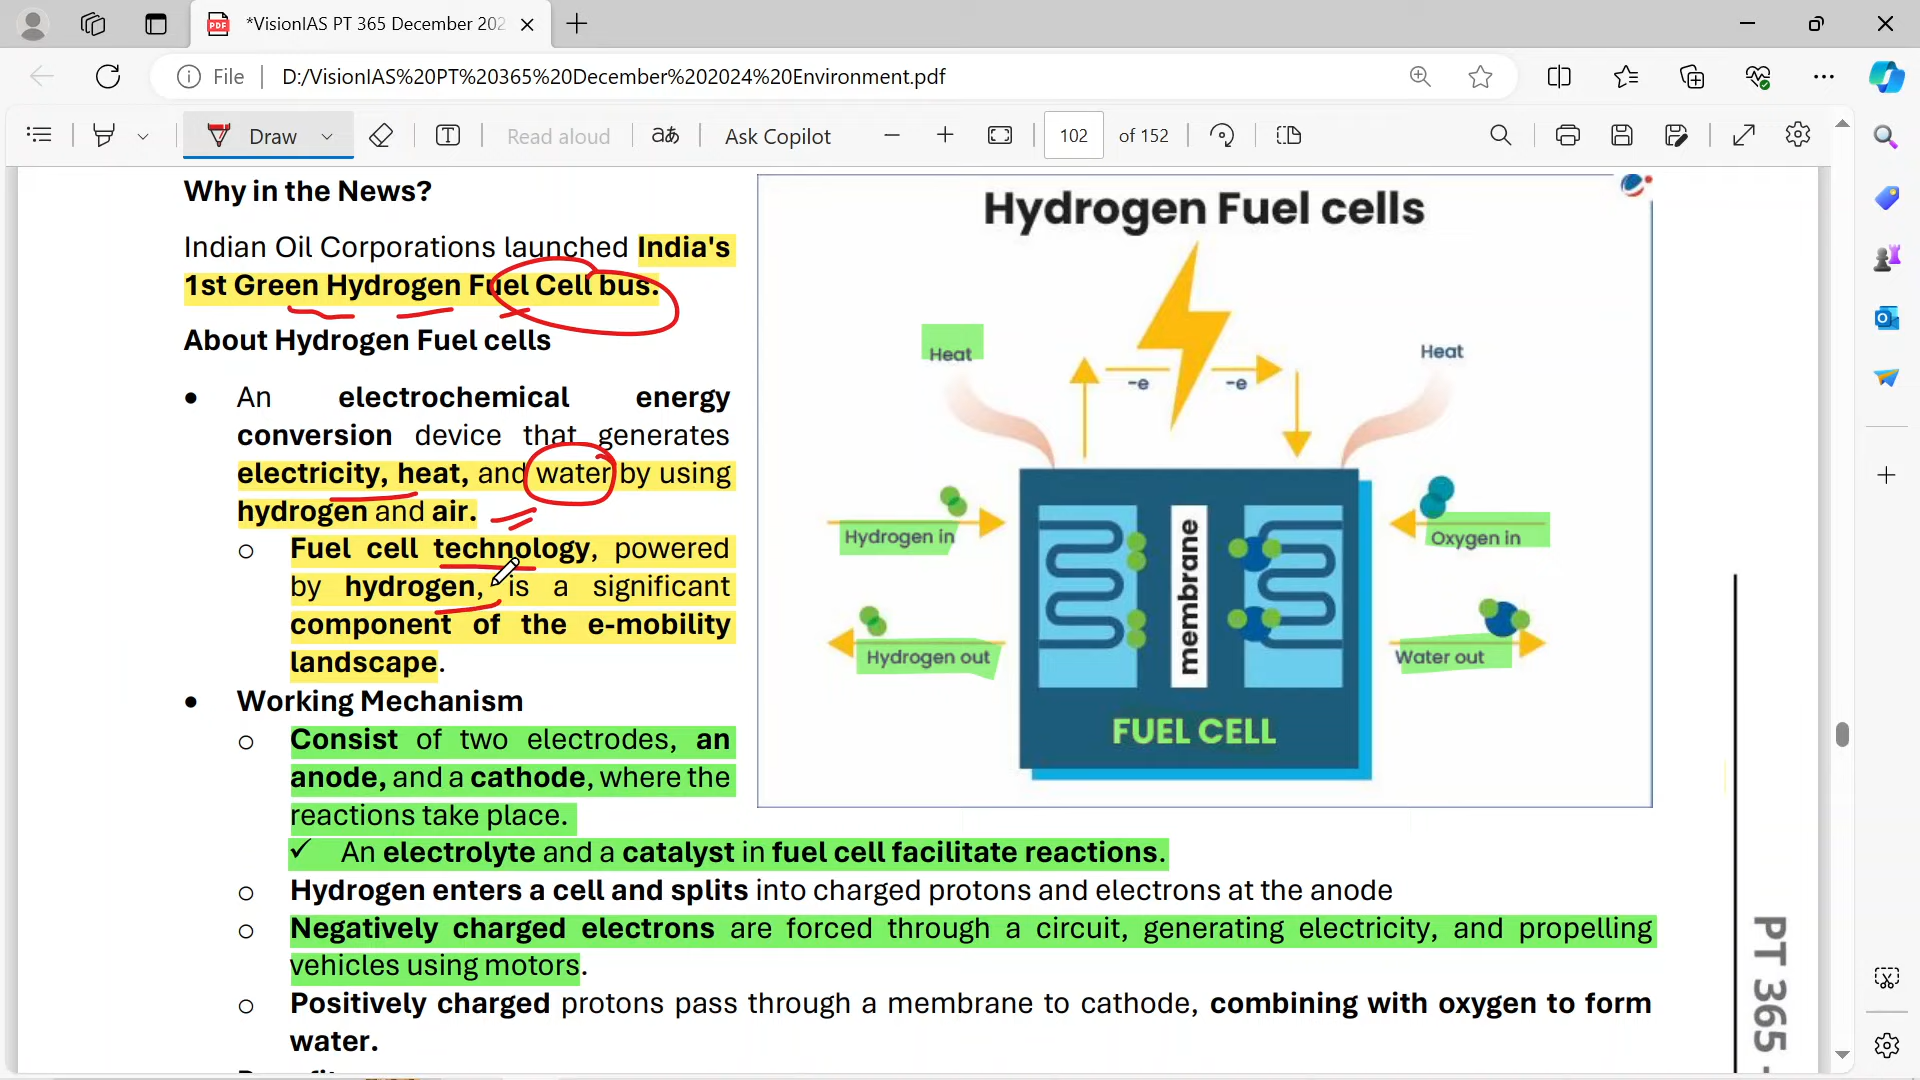 *VisionIAS PT 365 December 202
File
D:/VisionIAS%20PT%20365%20December%202024%20Environment.pdf
Draw
Read aloud
aあ
Ask Copilot
102
of 152
Why in the News?
Indian Oil Corporations launched India's
1st Green Hydrogen Fuel Cell bus.
About Hydrogen Fuel cells
• An electrochemical energy
conversion device that generates
electricity, heat, and water by using
hydrogen and air.
o Fuel cell technology, powered
by hydrogen, is a significant
component of the e-mobility
landscape.
• Working Mechanism
o Consist of two electrodes, an
anode, and a cathode, where the
reactions take place.
✓ An electrolyte and a catalyst in fuel cell facilitate reactions.
o Hydrogen enters a cell and splits into charged protons and electrons at the anode
o Negatively charged electrons are forced through a circuit, generating electricity, and propelling
vehicles using motors.
o Positively charged protons pass through a membrane to cathode, combining with oxygen to form
water.
Hydrogen Fuel cells
Heat
Heat
-e
-e
Hydrogen in
Oxygen in
membrane
Hydrogen out
Water out
FUEL CELL
PT 365 -